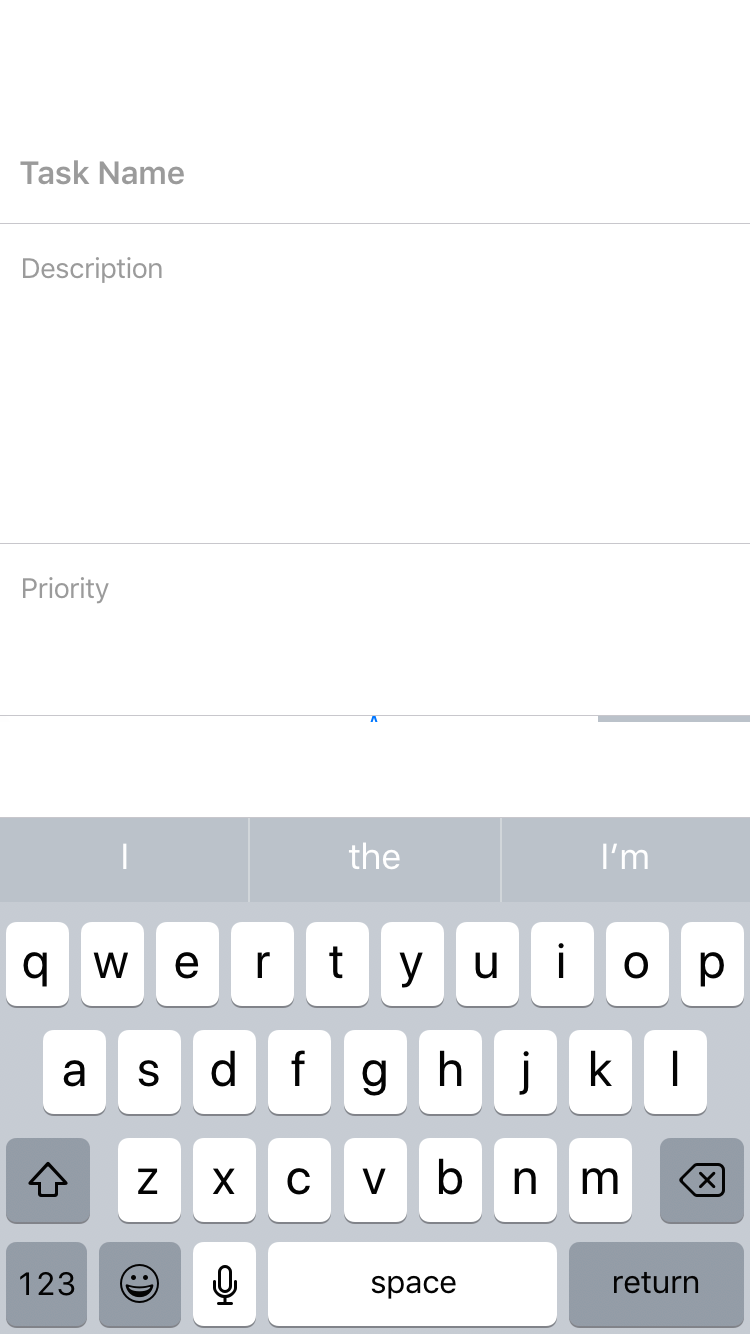 Task Name
Description
Priority
I the I’m
q w e r t y u i o p
a s d f g h j k l
z x c v b n m
123 space return